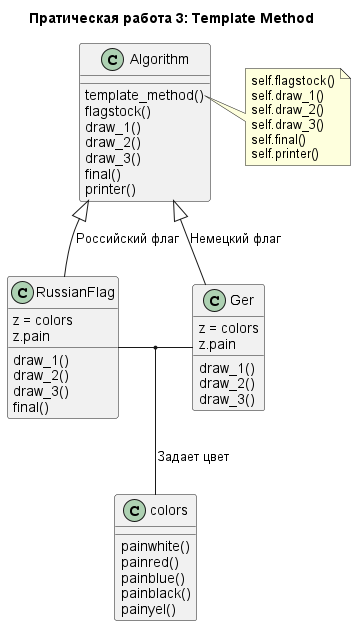 Пратическая работа 3: Template Method
C Algorithm
template_method()
flagstock()
draw_1()
draw_2()
draw_3()
final()
printer()
self.flagstock()
self.draw_1()
self.draw_2()
self.draw_3()
self.final()
self.printer()
Российский флаг
Немецкий флаг
C RussianFlag
z = colors
z.pain
draw_1()
draw_2()
draw_3()
final()
C Ger
z = colors
z.pain
draw_1()
draw_2()
draw_3()
Задает цвет
C colors
painwhite()
painred()
painblue()
painblack()
painyel()